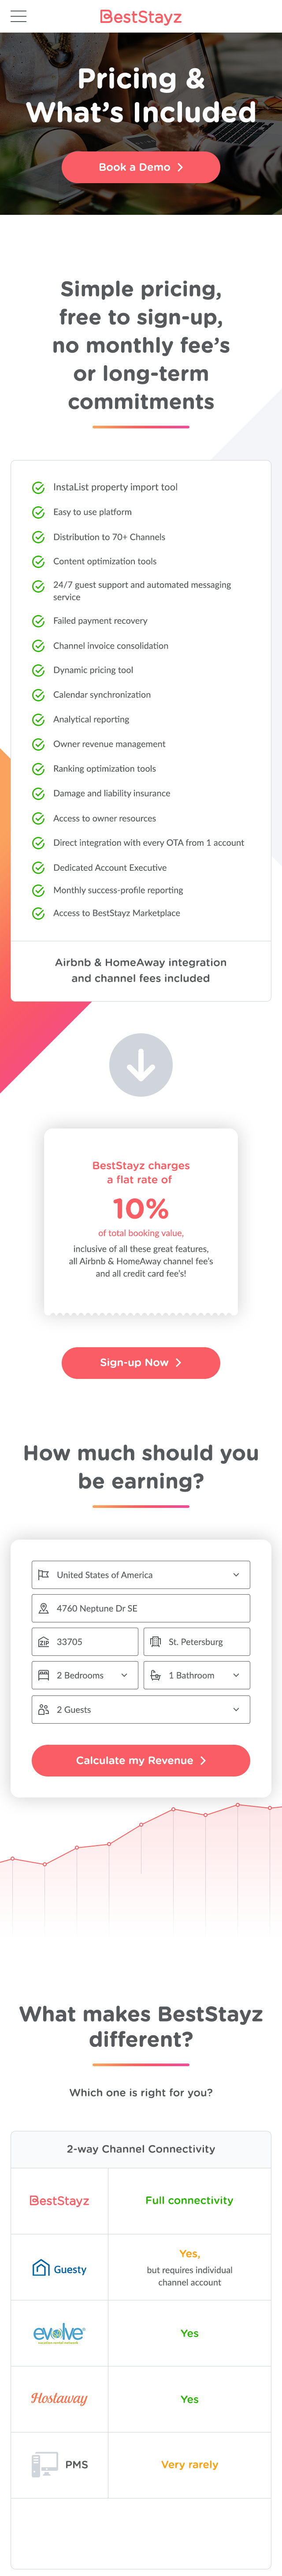 BestStayz
Pricing &
What's Included
Book a Demo
Simple pricing,
free to sign-up,
no monthly fee's
or long-term
commitments
InstaList property import tool
Easy to use platform
Distribution to 70+ Channels
Content optimization tools
24/7 guest support and automated messaging
service
Failed payment recovery
Channel invoice consolidation
Dynamic pricing tool
Calendar synchronization
Analytical reporting
Owner revenue management
Ranking optimization tools
Damage and liability insurance
Access to owner resources
Direct integration with every OTA from 1 account
Dedicated Account Executive
Monthly success-profile reporting
Access to BestStayz Marketplace
Airbnb & HomeAway integration
and channel fees included
BestStayz charges
a flat rate of
10%
of total booking value,
inclusive of all these great features,
all Airbnb & HomeAway channel fee's
and all credit card fee's!
Sign-up Now
How much should you
be earning?
United States of America
4760 Neptune Dr SE
ZIP 33705 St. Petersburg
2 Bedrooms 1 Bathroom
2 Guests
Calculate my Revenue
What makes BestStayz
different?
Which one is right for you?
2-way Channel Connectivity
BestStayz Full connectivity
Guesty
Yes,
but requires individual
channel account
evolve Yes
Hostaway Yes
PMS Very rarely